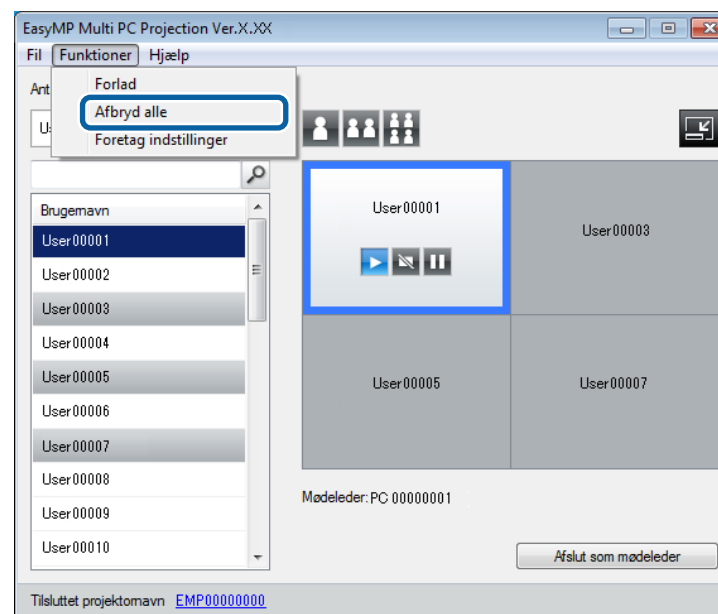 EasyMP Multi PC Projection Ver.X.XX
Fil Funktioner Hjælp
Forlad
Afbryd alle
Foretag indstillinger
Ant
U
Brugernavn
User00001
User00002
User00003
User00004
User00005
User00006
User00007
User00008
User00009
User00010
User00001
User00003
User00005
User00007
Mødeleder: PC 00000001
Afslut som mødeleder
Tilsluttet projektornavn EMP00000000